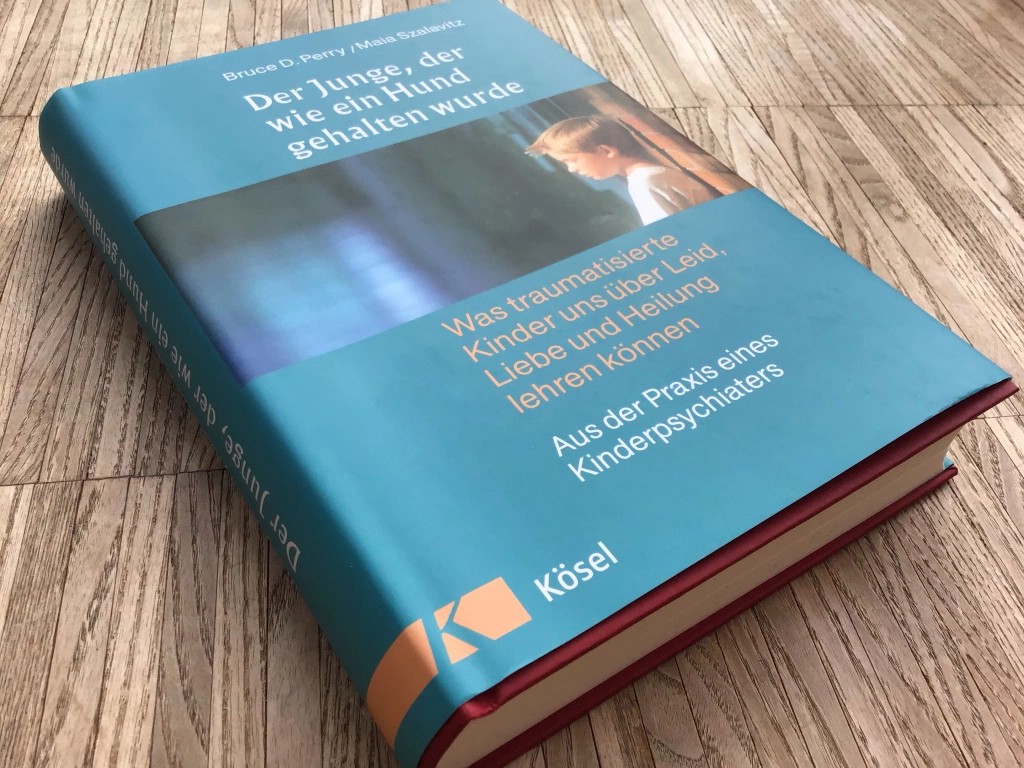 Bruce D. Perry / Maia Szalavitz
Der Junge, der
wie ein Hund
gehalten wurde
Was traumatisierte
Kinder uns über Leid,
Liebe und Heilung
lehren können
Aus der Praxis eines
Kinderpsychiaters
Kösel
Der Junge, der wie ein Hund gehalten wurde